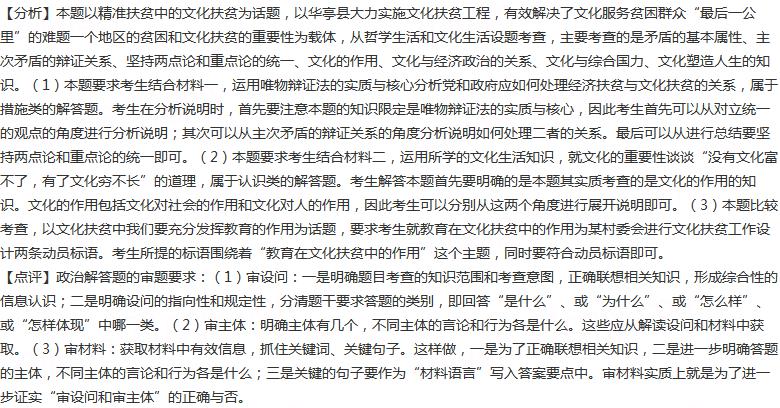 【分析】本题以精准扶贫中的文化扶贫为话题，以华亭县大力实施文化扶贫工程，有效解决了文化服务贫困群众“最后一公
里”的难题一个地区的贫困和文化扶贫的重要性为载体，从哲学生活和文化生活设题考查，主要考查的是矛盾的基本属性、主
次矛盾的辩证关系、坚持两点论和重点论的统一、文化的作用、文化与经济政治的关系、文化与综合国力、文化塑造人生的知
识。（1）本题要求考生结合材料一，运用唯物辩证法的实质与核心分析党和政府应如何处理经济扶贫与文化扶贫的关系，属于
措施类的解答题。考生在分析说明时，首先要注意本题的知识限定是唯物辩证法的实质与核心，因此考生首先可以从对立统一
的观点的角度进行分析说明；其次可以从主次矛盾的辩证关系的角度分析说明如何处理二者的关系。最后可以从进行总结要坚
持两点论和重点论的统一即可。（2）本题要求考生结合材料二，运用所学的文化生活知识，就文化的重要性谈谈“没有文化富
不了，有了文化穷不长”的道理，属于认识类的解答题。考生解答本题首先要明确的是本题其实质考查的是文化的作用的知
识。文化的作用包括文化对社会的作用和文化对人的作用，因此考生可以分别从这两个角度进行展开说明即可。（3）本题比较
考查，以文化扶贫中我们要充分发挥教育的作用为话题，要求考生就教育在文化扶贫中的作用为某村委会进行文化扶贫工作设
计两条动员标语。考生所提的标语围绕着“教育在文化扶贫中的作用”这个主题，同时要符合动员标语即可。
【点评】政治解答题的审题要求：（1）审设问：一是明确题目考查的知识范围和考查意图，正确联想相关知识，形成综合性的
信息认识；二是明确设问的指向性和规定性，分清题干要求答题的类别，即回答“是什么”、或“为什么”、或“怎么样”、
或“怎样体现”中哪一类。（2）审主体：明确主体有几个，不同主体的言论和行为各是什么。这些应从解读设问和材料中获
取。（3）审材料：获取材料中有效信息，抓住关键词、关键句子。这样做，一是为了正确联想相关知识，二是进一步明确答题
的主体，不同主体的言论和行为各是什么；三是关键的句子要作为“材料语言”写入答案要点中。审材料实质上就是为了进一
步证实“审设问和审主体”的正确与否。